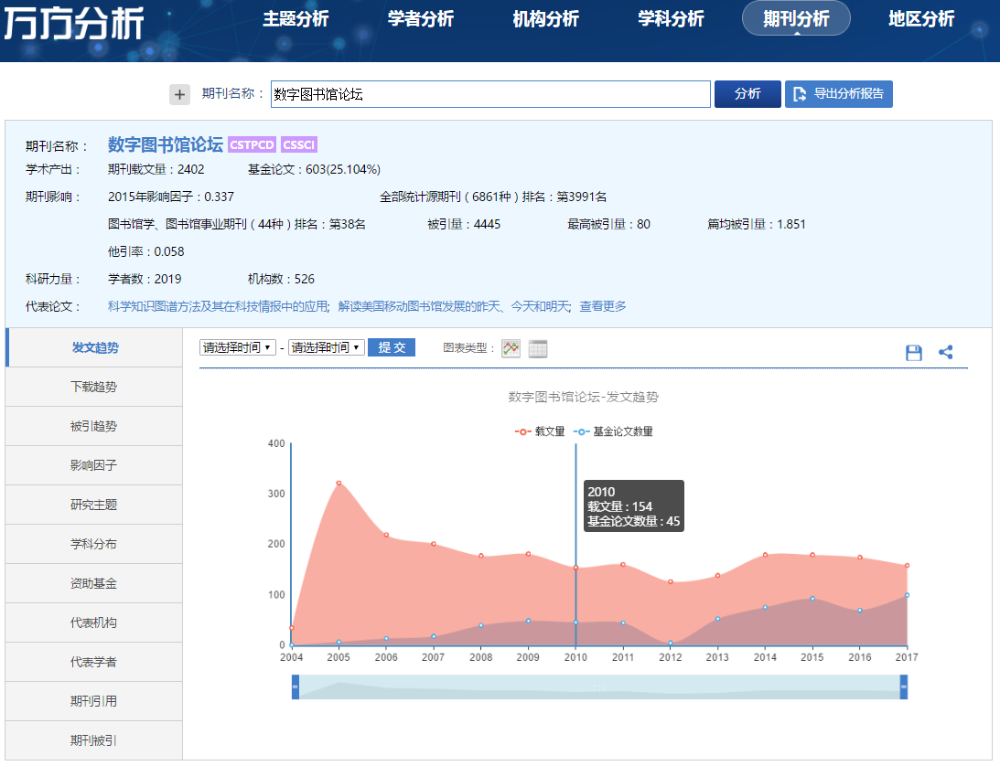 万方分析 主题分析 学者分析 机构分析 学科分析 期刊分析 地区分析
+ 期刊名称： 数字图书馆论坛 分析 导出分析报告
期刊名称： 数字图书馆论坛 CSTPCD CSSCI
学术产出： 期刊载文量：2402 基金论文：603(25.104%)
期刊影响： 2015年影响因子：0.337 全部统计源期刊（6861种）排名：第3991名
图书馆学、图书馆事业期刊（44种）排名：第38名 被引量：4445 最高被引量：80 篇均被引量：1.851
他引率：0.058
科研力量： 学者数：2019 机构数：526
代表论文： 科学知识图谱方法及其在科技情报中的应用; 解读美国移动图书馆发展的昨天、今天和明天; 查看更多
发文趋势
下载趋势
被引趋势
影响因子
研究主题
学科分布
资助基金
代表机构
代表学者
期刊引用
期刊被引
请选择时间 - 请选择时间 提交 图表类型：
数字图书馆论坛-发文趋势
载文量 基金论文数量
400
300
200
100
0
2010
载文量 : 154
基金论文数量 : 45
2004 2005 2006 2007 2008 2009 2010 2011 2012 2013 2014 2015 2016 2017